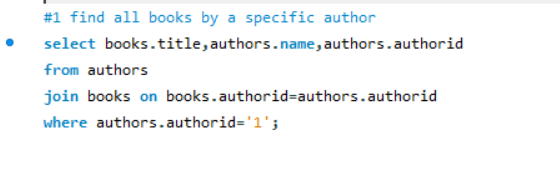 #1 find all books by a specific author
select books.title,authors.name,authors.authorid
from authors
join books on books.authorid=authors.authorid
where authors.authorid='1';